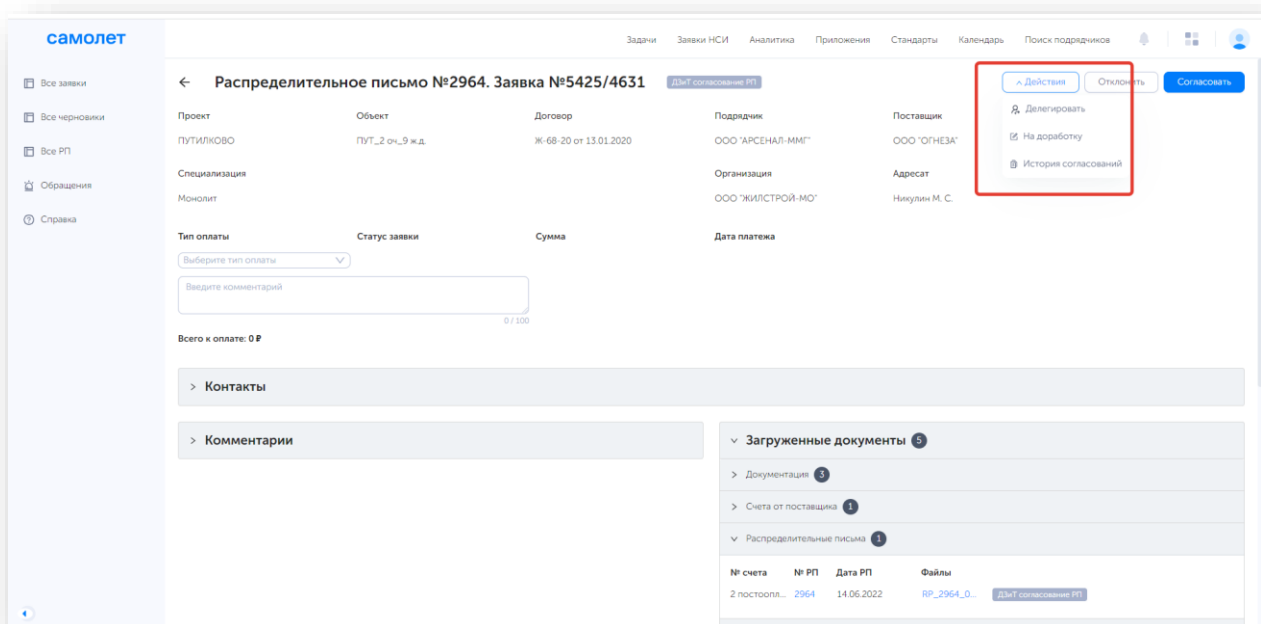 самолет
Задачи Заявки НСИ Аналитика Приложения Стандарты Календарь Поиск подрядчиков
Все заявки
Все черновики
Все РП
Обращения
Справка
Распределительное письмо №2964. Заявка №5425/4631 ДЗиТ согласование РП
Действия Отклонить Согласовать
Делегировать
На доработку
История согласований
Проект Объект Договор Подрядчик Поставщик
ПУТИЛКОВО ПУТ_2 оч_9 ж.д. Ж-68-20 от 13.01.2020 ООО "АРСЕНАЛ-ММГ" ООО "ОГНЕЗА"
Специализация Организация Адресат
Монолит ООО "ЖИЛСТРОЙ-МО" Никулин М. С.
Тип оплаты Статус заявки Сумма Дата платежа
Выберите тип оплаты
Введите комментарий
0 / 100
Всего к оплате: 0 ₽
Контакты
Комментарии
Загруженные документы 5
Документация 3
Счета от поставщика 1
Распределительные письма 1
№ счета № РП Дата РП Файлы
2 постоопл... 2964 14.06.2022 RP_2964_0... ДЗиТ согласование РП